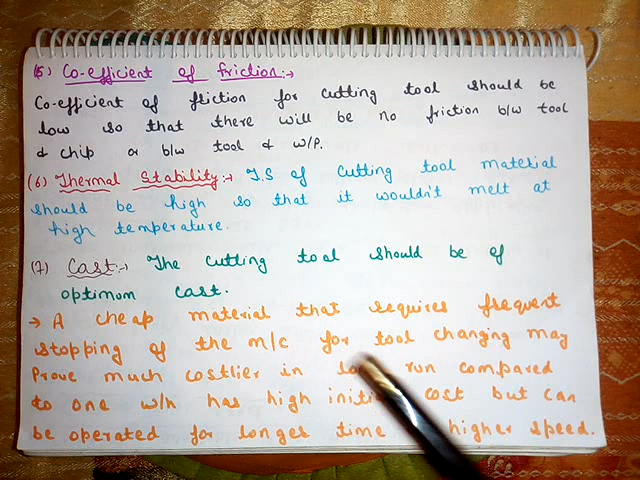 (5) Co-efficient of friction:→
Co-efficient of friction for cutting tool should be
low so that there will be no friction b/w tool
& chip or b/w tool & W/P.
(6) Thermal Stability:→ T.S of cutting tool material
should be high so that it wouldn't melt at
high temperature.
(7) Cost:→ The cutting tool should be of
optimum cost.
→ A cheap material that requires frequent
stopping of the m/c for tool changing may
Prove much costlier in run compared
to one w/h has high cost but can
be operated for longer time higher speed.